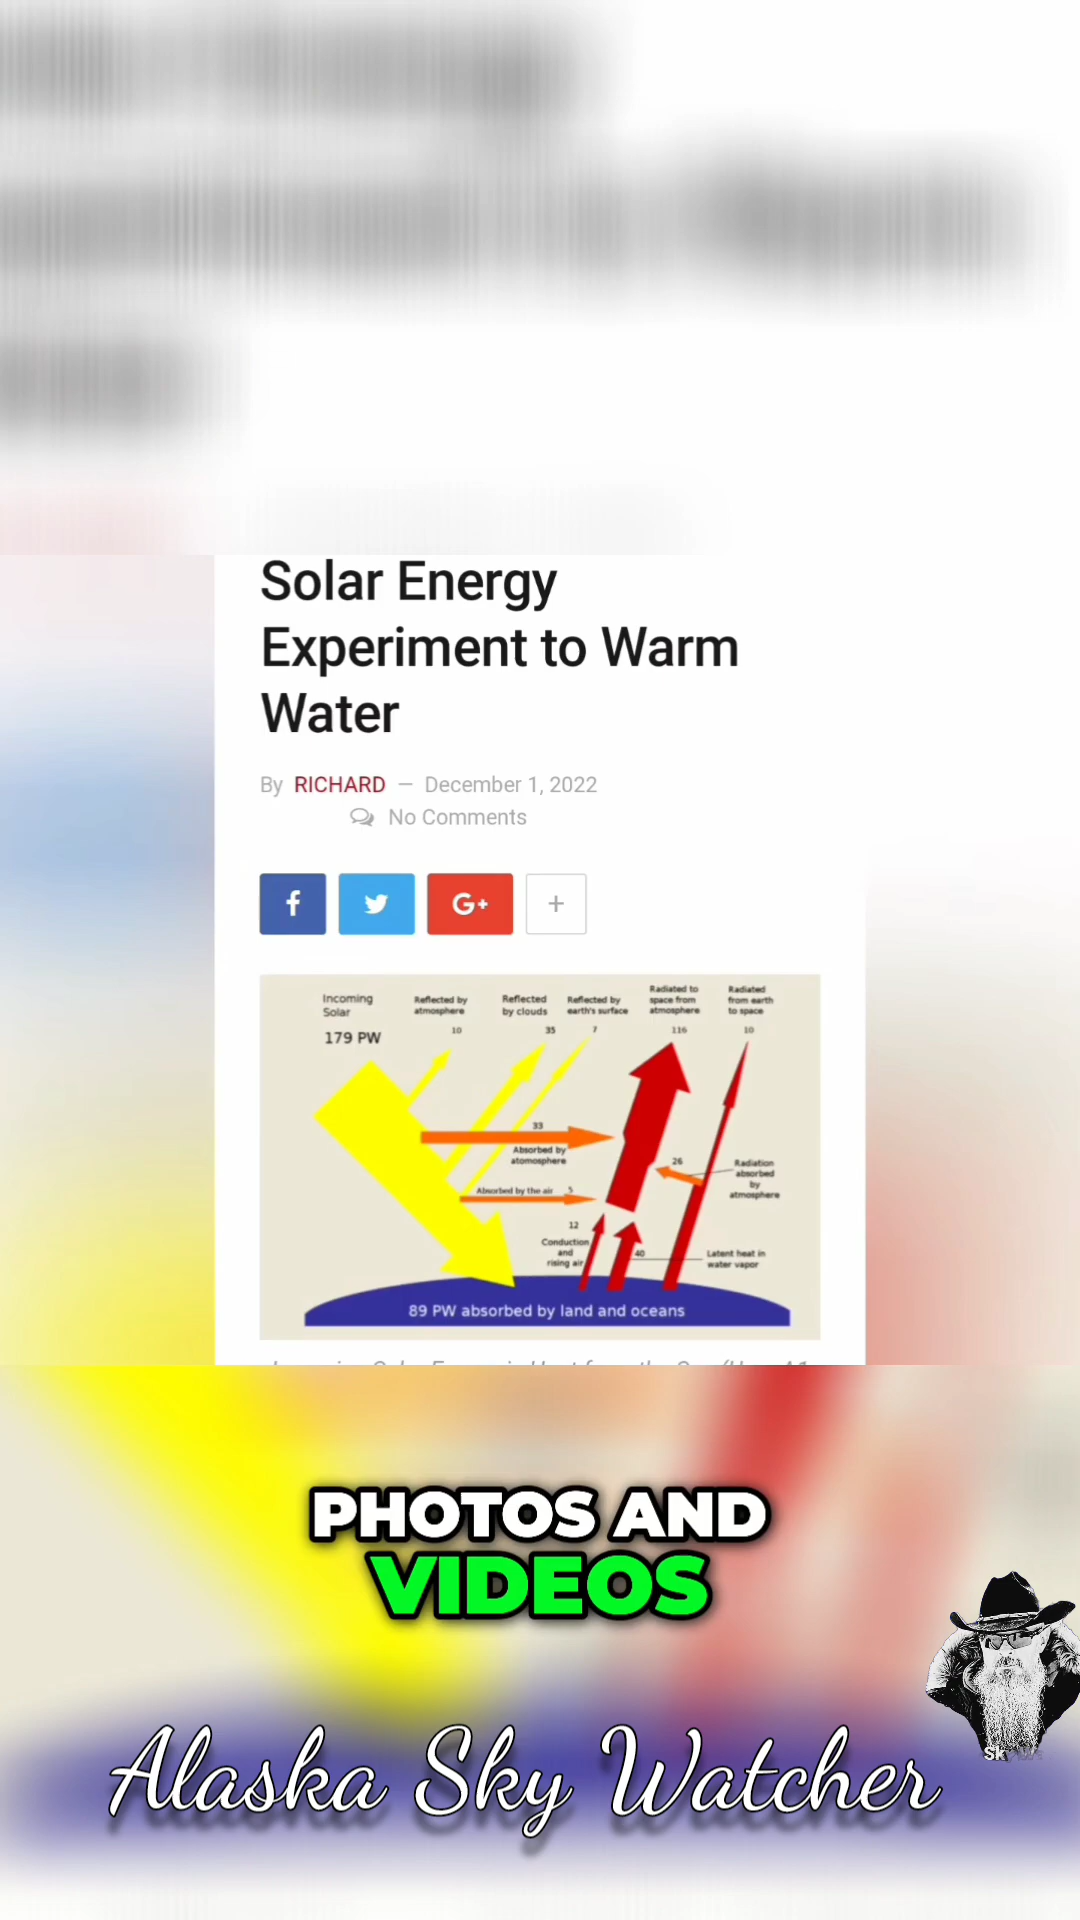 Solar Energy
Experiment to Warm
Water
By RICHARD — December 1, 2022
No Comments
f
G+
+
Incoming
Solar
179 PW
Reflected by
atmosphere
10
Reflected
by clouds
35
Reflected by
earth's surface
7
Radiated to
space from
atmosphere
116
Radiated
from earth
to space
10
33
Absorbed by
atomosphere
Absorbed by the air 5
26
Radiation
absorbed
by
atmosphere
12
Conduction
and
rising air
40
Latent heat in
water vapor
89 PW absorbed by land and oceans
PHOTOS AND
VIDEOS
Alaska Sky Watcher